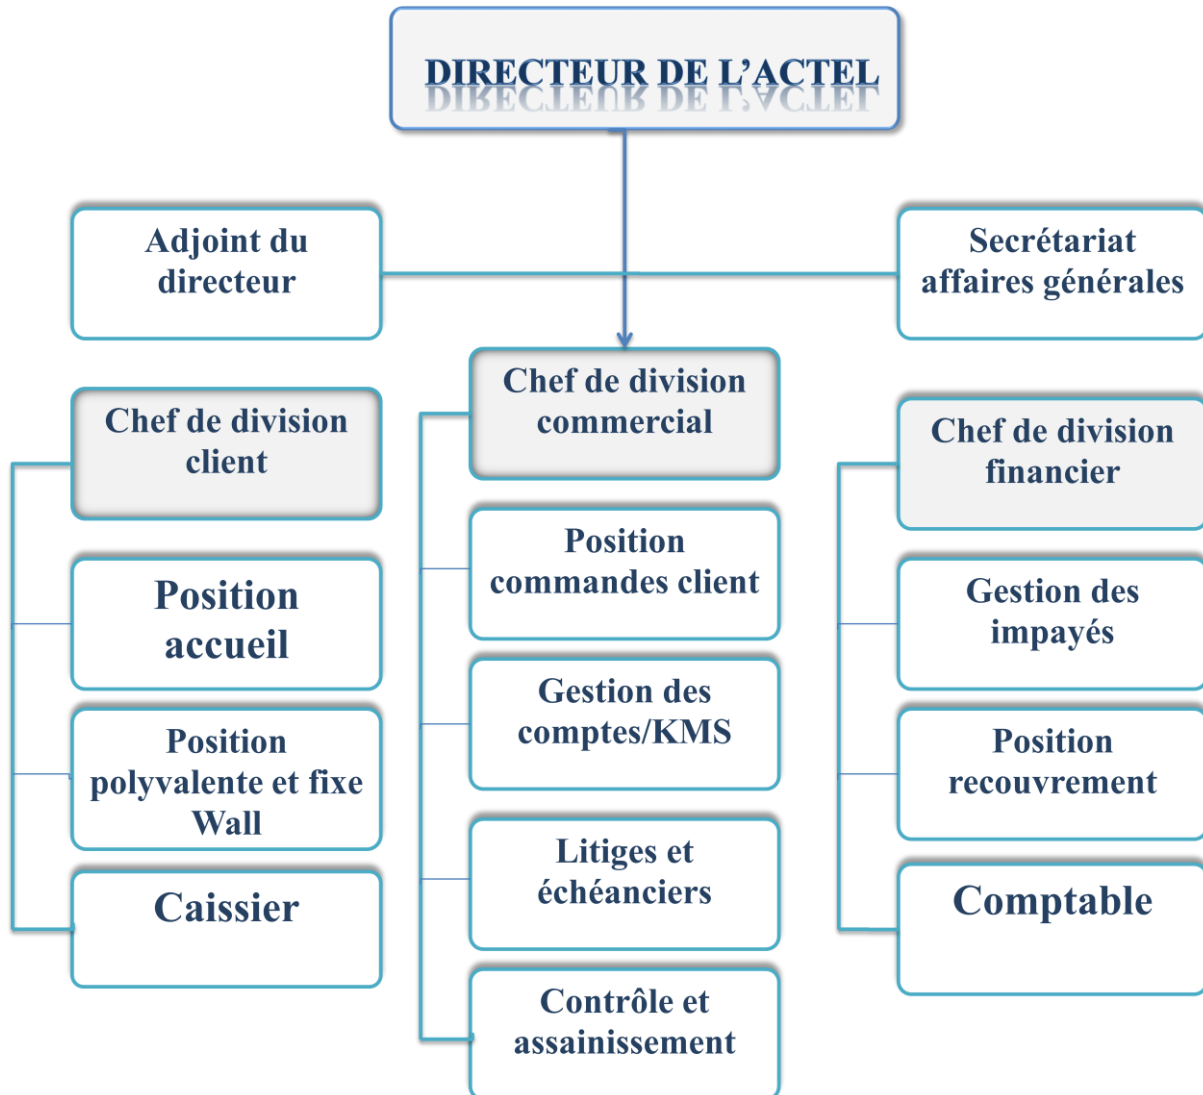 DIRECTEUR DE L'ACTEL
Adjoint du
directeur
Secrétariat
affaires générales
Chef de division
client
Position
accueil
Position
polyvalente et fixe
Wall
Caissier
Chef de division
commercial
Position
commandes client
Gestion des
comptes/KMS
Litiges et
échéanciers
Contrôle et
assainissement
Chef de division
financier
Gestion des
impayés
Position
recouvrement
Comptable